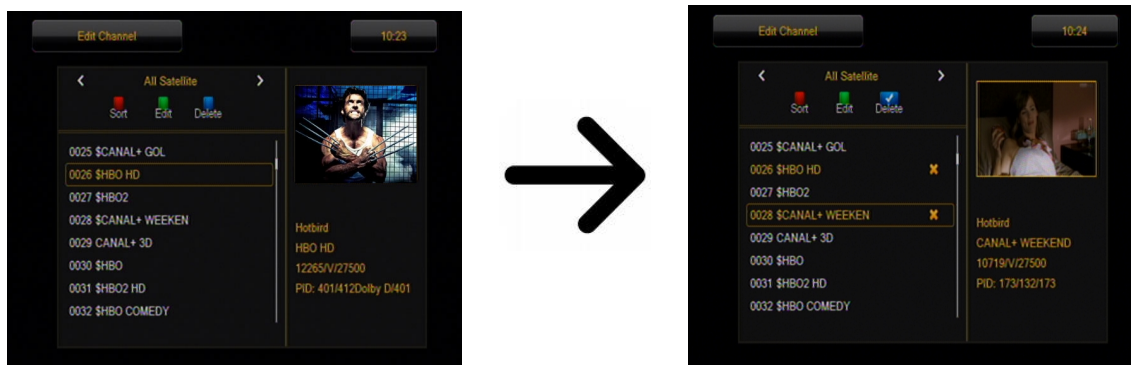 Edit Channel
10:23
All Satellite
Sort Edit Delete
0025 $CANAL+ GOL
0026 $HBO HD
0027 $HBO2
0028 $CANAL+ WEEKEN
0029 CANAL+ 3D
0030 $HBO
0031 $HBO2 HD
0032 $HBO COMEDY
Hotbird
HBO HD
12265/V/27500
PID: 401/412Dolby D/401
Edit Channel
10:24
All Satellite
Sort Edit Delete
0025 $CANAL+ GOL
0026 $HBO HD
0027 $HBO2
0028 $CANAL+ WEEKEN
0029 CANAL+ 3D
0030 $HBO
0031 $HBO2 HD
0032 $HBO COMEDY
Hotbird
CANAL+ WEEKEND
10719/V/27500
PID: 173/132/173